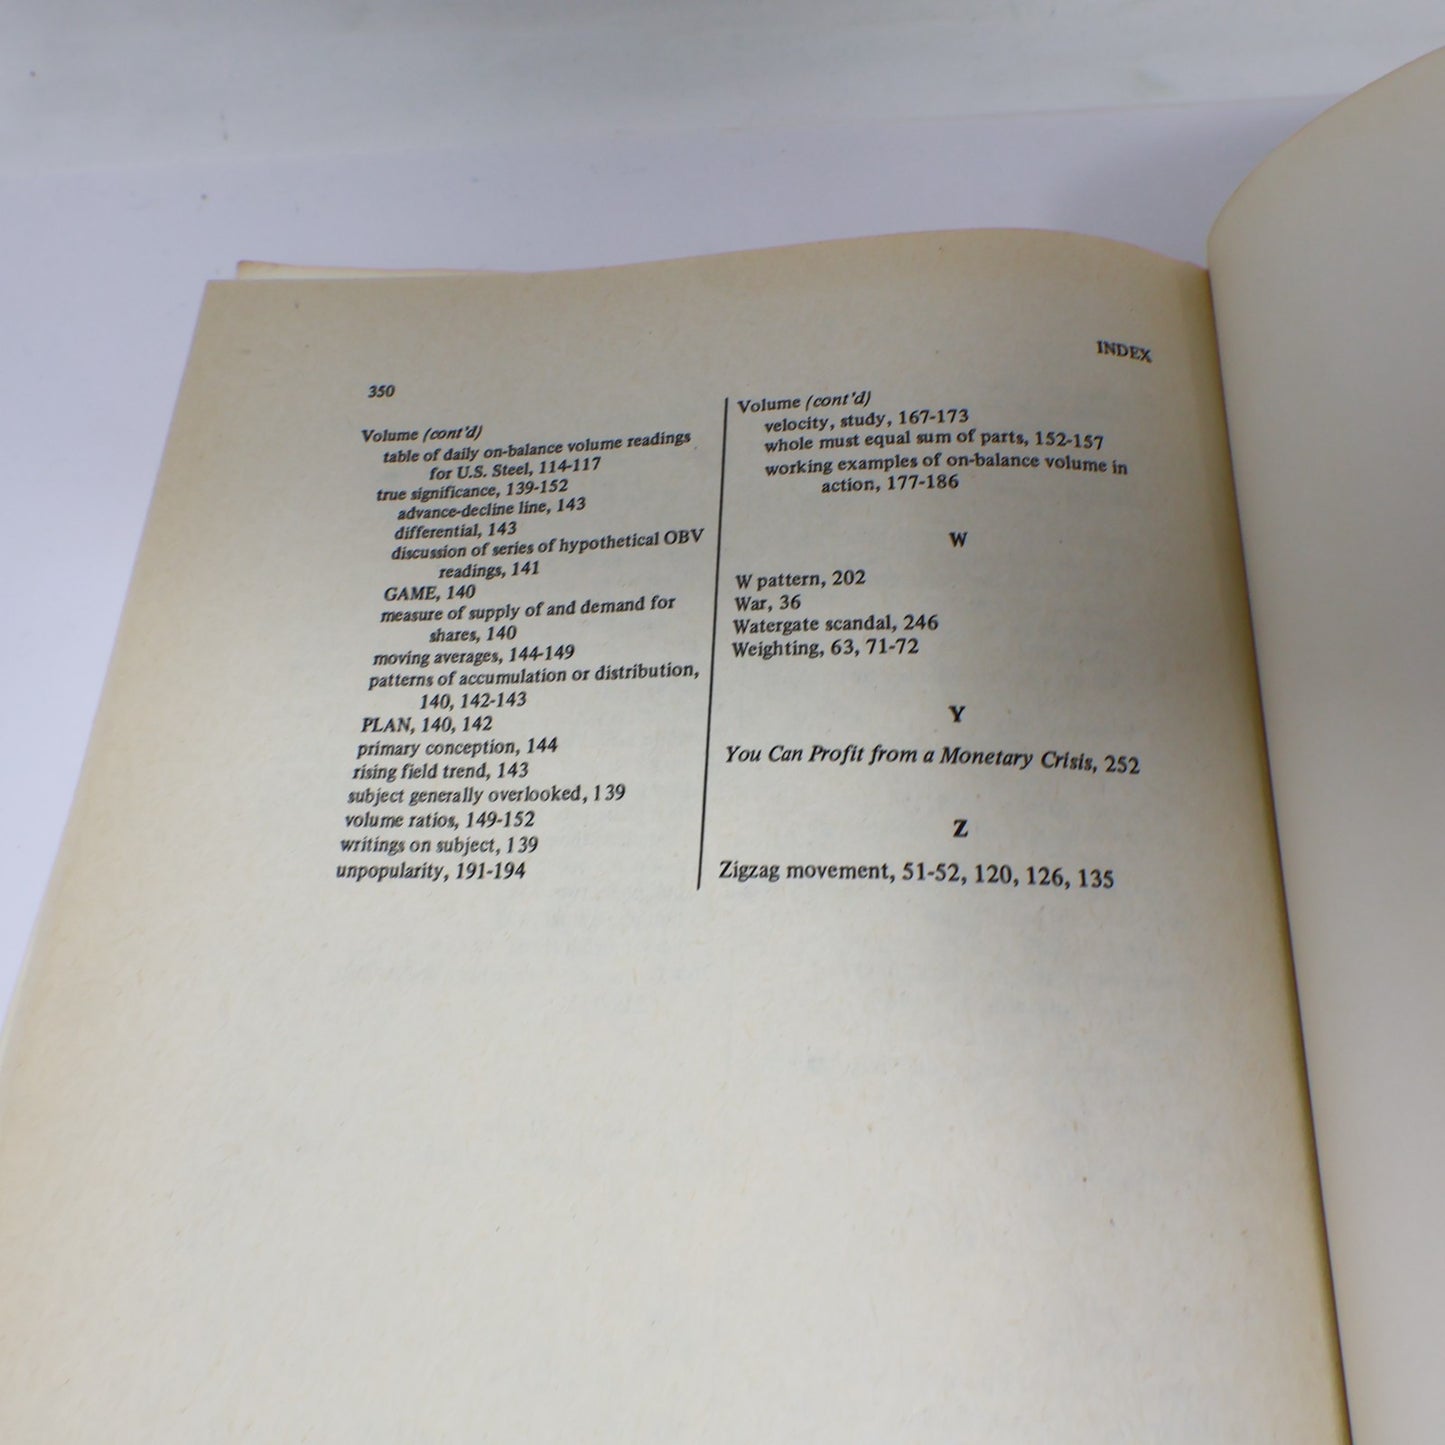 350
INDEX
Volume (cont'd)
table of daily on-balance volume readings
for U.S. Steel, 114-117
true significance, 139-152
advance-decline line, 143
differential, 143
discussion of series of hypothetical OBV
readings, 141
GAME, 140
measure of supply of and demand for
shares, 140
moving averages, 144-149
patterns of accumulation or distribution,
140, 142-143
PLAN, 140, 142
primary conception, 144
rising field trend, 143
subject generally overlooked, 139
volume ratios, 149-152
writings on subject, 139
unpopularity, 191-194
Volume (cont'd)
velocity, study, 167-173
whole must equal sum of parts, 152-157
working examples of on-balance volume in
action, 177-186
W
W pattern, 202
War, 36
Watergate scandal, 246
Weighting, 63, 71-72
Y
You Can Profit from a Monetary Crisis, 252
Z
Zigzag movement, 51-52, 120, 126, 135